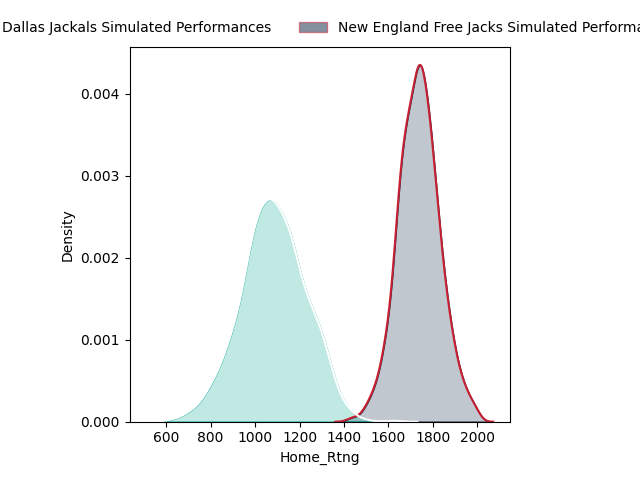 Dallas Jackals Simulated Performances New England Free Jacks Simulated Performa
0.004
0.003
0.002
0.001
0.000
Density
600 800 1000 1200 1400 1600 1800 2000
Home_Rtng